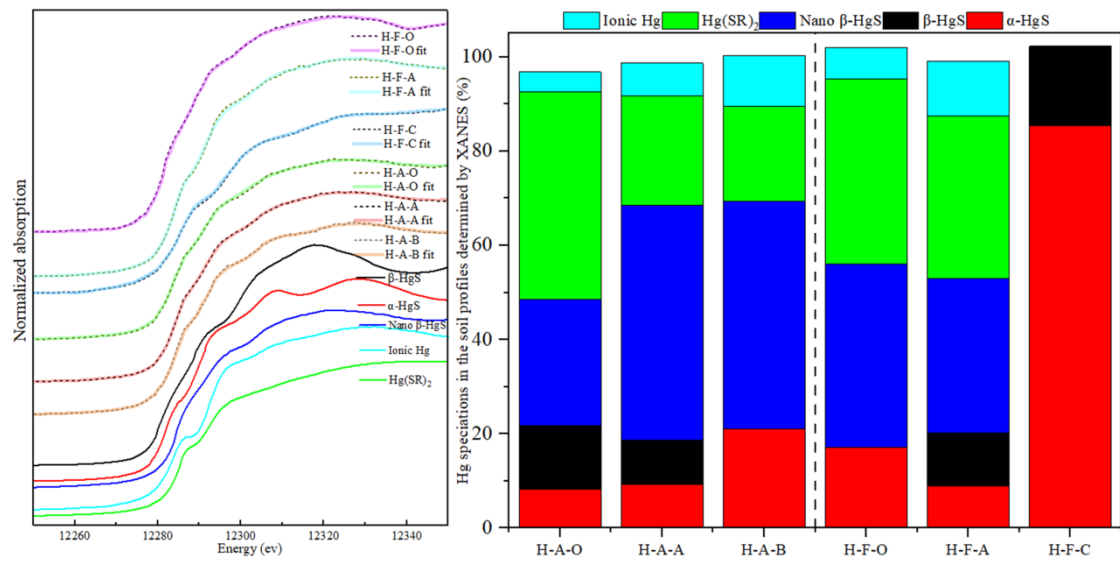 Normalized absorption
H-F-O
H-F-O fit
H-F-A
H-F-A fit
H-F-C
H-F-C fit
H-A-O
H-A-O fit
H-A-A
H-A-A fit
H-A-B
H-A-B fit
β-HgS
α-HgS
Nano β-HgS
Ionic Hg
Hg(SR)₂
12260 12280 12300 12320 12340
Energy (ev)
Ionic Hg Hg(SR)₂ Nano β-HgS β-HgS α-HgS
Hg speciations in the soil profiles determined by XANES (%)
100
80
60
40
20
0
H-A-O H-A-A H-A-B H-F-O H-F-A H-F-C